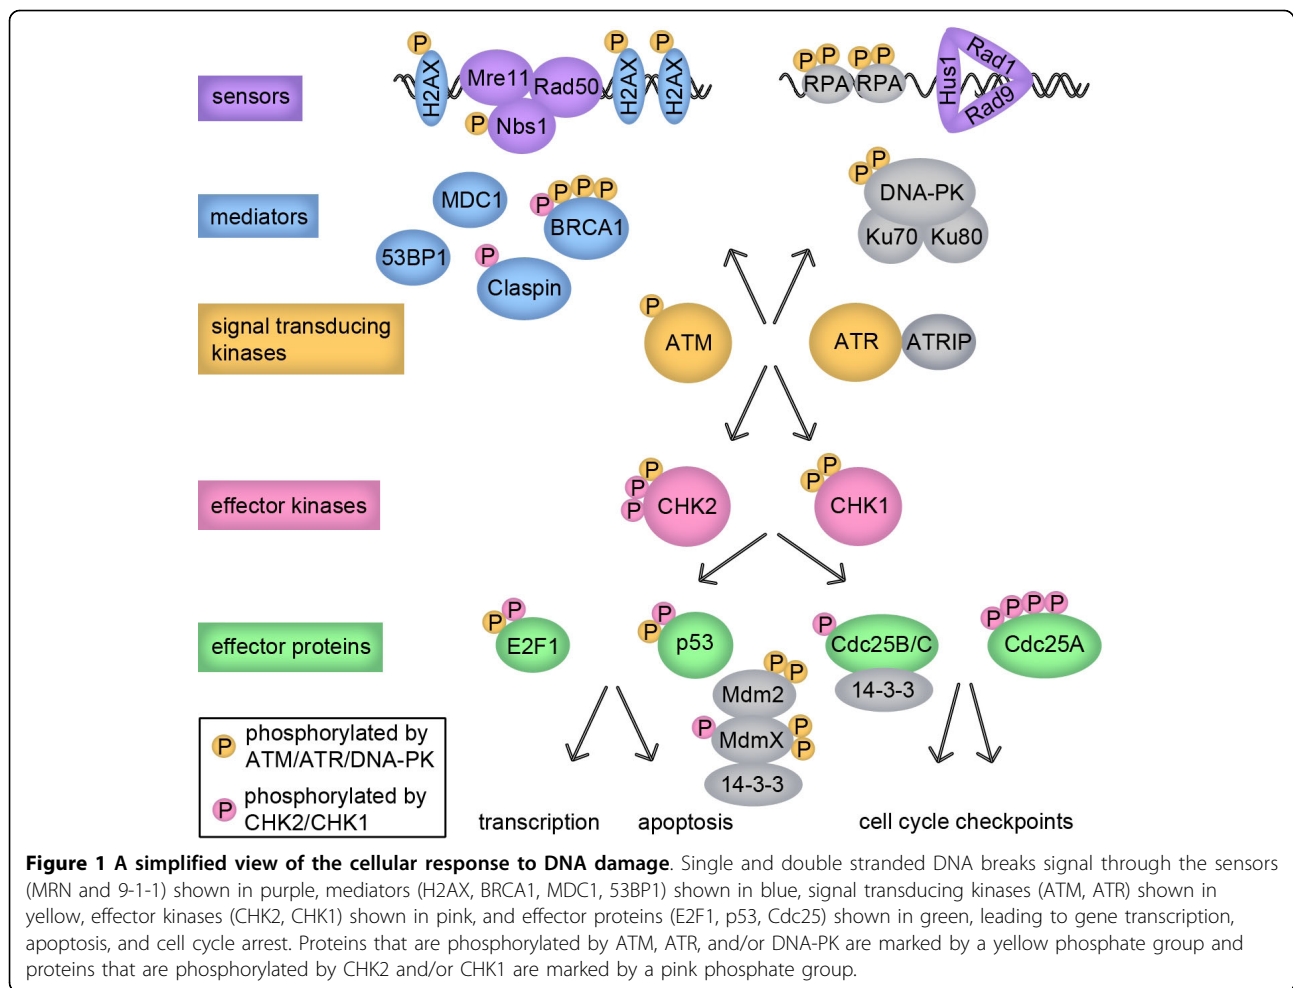 sensors
P
H2AX
Mre11
Rad50
P
Nbs1
P
H2AX
P
H2AX
P P P P
RPA RPA
Hus1
Rad1
Rad9
mediators
MDC1
P P P P
BRCA1
53BP1
P
Claspin
P P
DNA-PK
Ku70 Ku80
signal transducing
kinases
P
ATM
ATR
ATRIP
effector kinases
P
P
P
CHK2
P P
CHK1
effector proteins
P P
E2F1
P
P
p53
P P
Mdm2
P
MdmX
P
P
14-3-3
P
Cdc25B/C
14-3-3
P P P P
Cdc25A
P phosphorylated by
ATM/ATR/DNA-PK
P phosphorylated by
CHK2/CHK1
transcription
apoptosis
cell cycle checkpoints
Figure 1 A simplified view of the cellular response to DNA damage. Single and double stranded DNA breaks signal through the sensors
(MRN and 9-1-1) shown in purple, mediators (H2AX, BRCA1, MDC1, 53BP1) shown in blue, signal transducing kinases (ATM, ATR) shown in
yellow, effector kinases (CHK2, CHK1) shown in pink, and effector proteins (E2F1, p53, Cdc25) shown in green, leading to gene transcription,
apoptosis, and cell cycle arrest. Proteins that are phosphorylated by ATM, ATR, and/or DNA-PK are marked by a yellow phosphate group and
proteins that are phosphorylated by CHK2 and/or CHK1 are marked by a pink phosphate group.